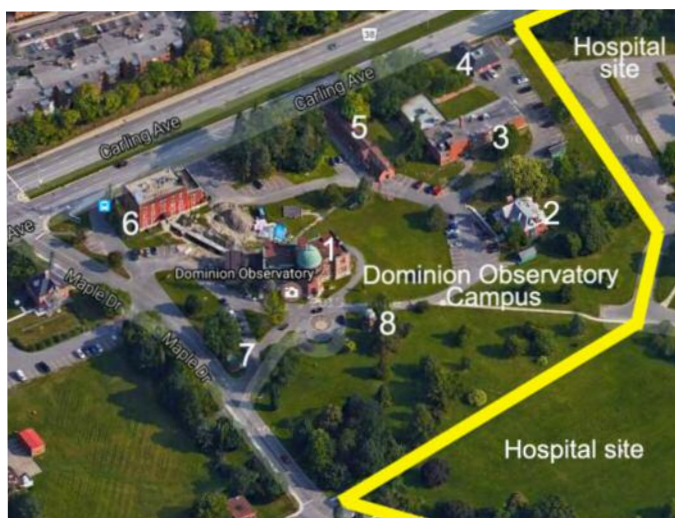 38
Hospital
site
4
Carling Ave
Carling Ave
5
3
Ave
6
2
1
Dominion Observatory
Dominion Observatory
Campus
Maple Dr
8
7
Maple Dr
Hospital site